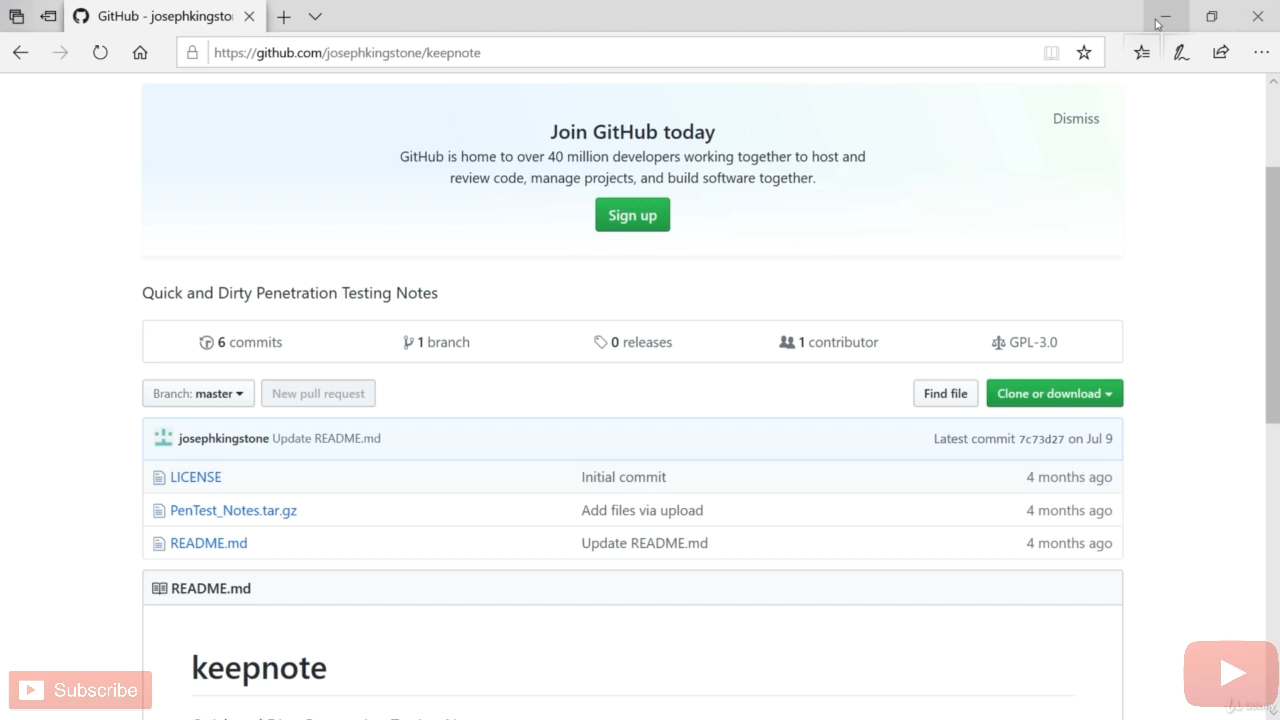 GitHub - josephkingsto
https://github.com/josephkingstone/keepnote
Dismiss
Join GitHub today
GitHub is home to over 40 million developers working together to host and
review code, manage projects, and build software together.
Sign up
Quick and Dirty Penetration Testing Notes
6 commits 1 branch 0 releases 1 contributor GPL-3.0
Branch: master New pull request Find file Clone or download
josephkingstone Update README.md Latest commit 7c73d27 on Jul 9
LICENSE Initial commit 4 months ago
PenTest_Notes.tar.gz Add files via upload 4 months ago
README.md Update README.md 4 months ago
README.md
keepnote
Subscribe